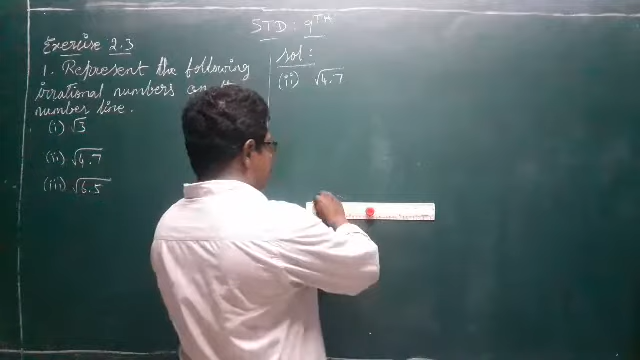 STD : 9TH
Exercise 2.3
1. Represent the following
irrational numbers on
number line.
(i) √3
(ii) √4.7
(iii) √6.5
sol :
(ii) √4.7